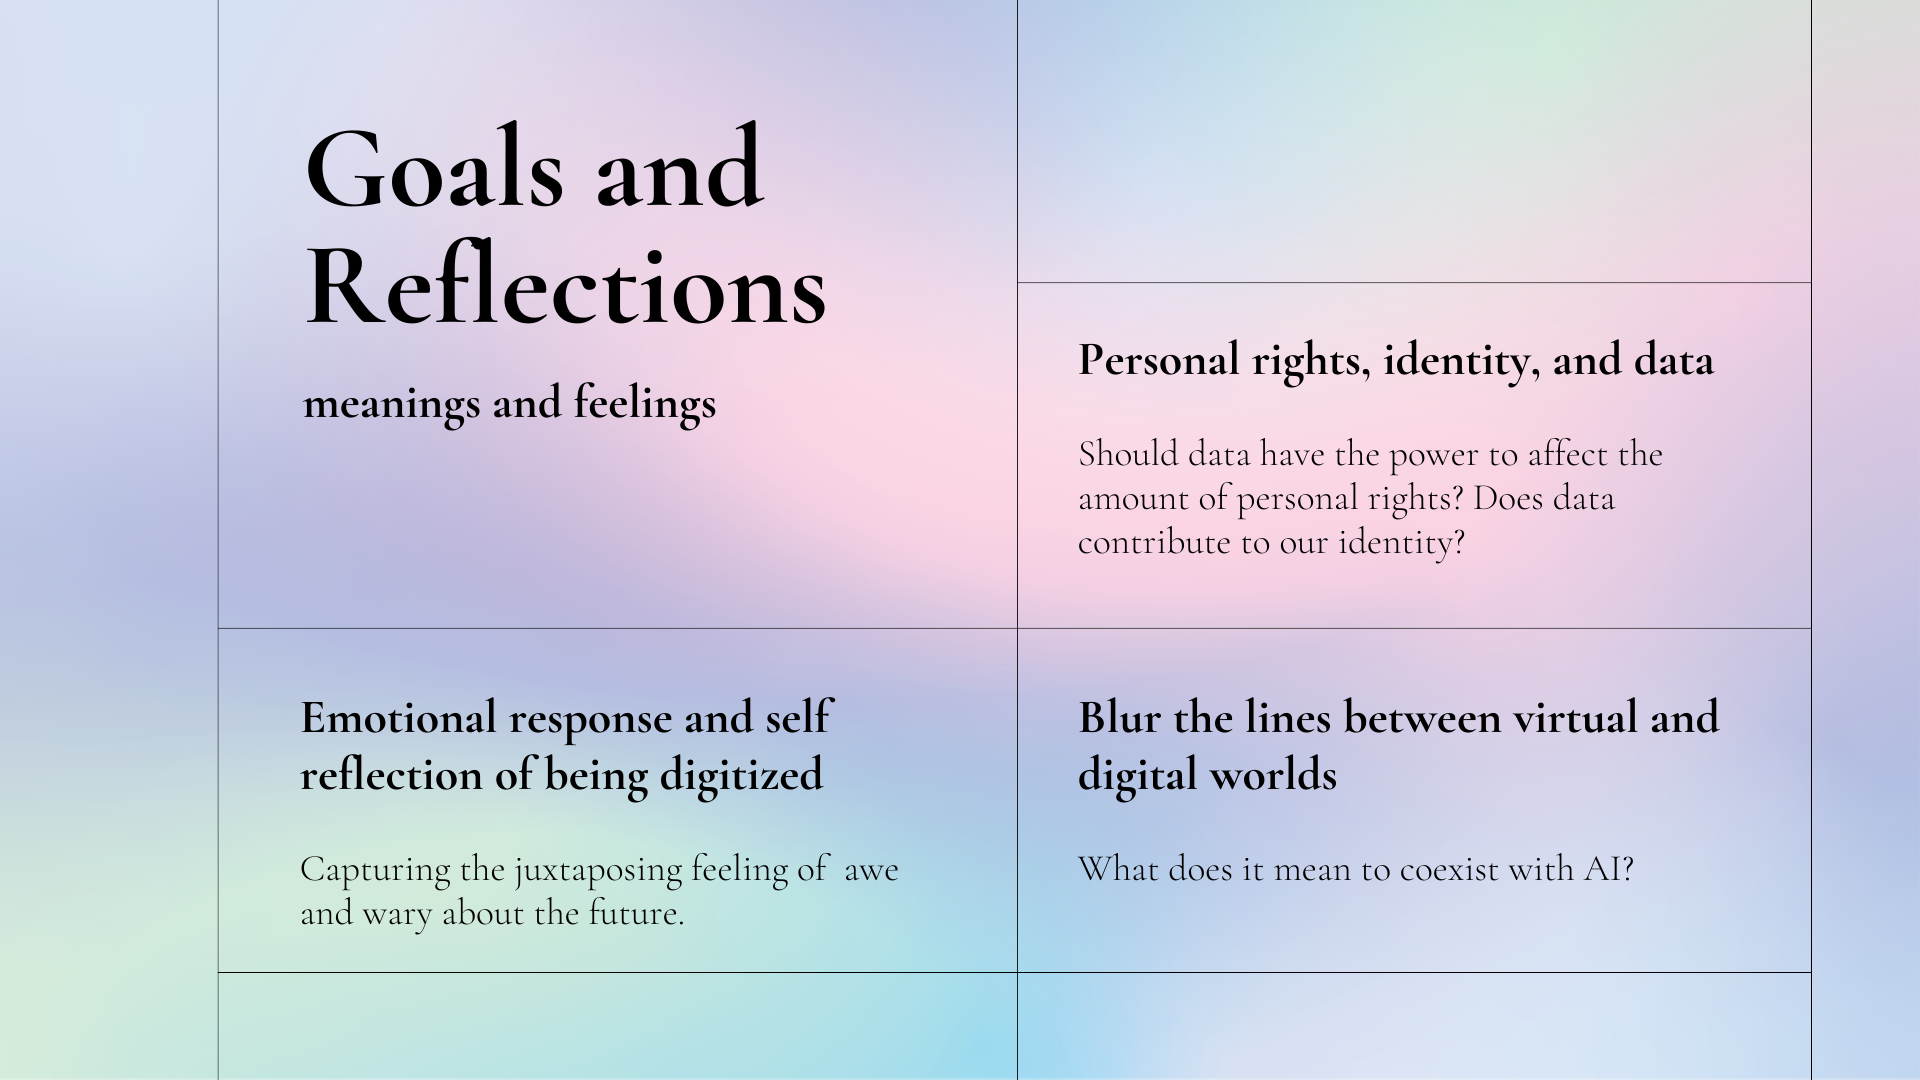 Goals and
Reflections
meanings and feelings
Personal rights, identity, and data
Should data have the power to affect the
amount of personal rights? Does data
contribute to our identity?
Emotional response and self
reflection of being digitized
Capturing the juxtaposing feeling of  awe
and wary about the future.
Blur the lines between virtual and
digital worlds
What does it mean to coexist with AI?